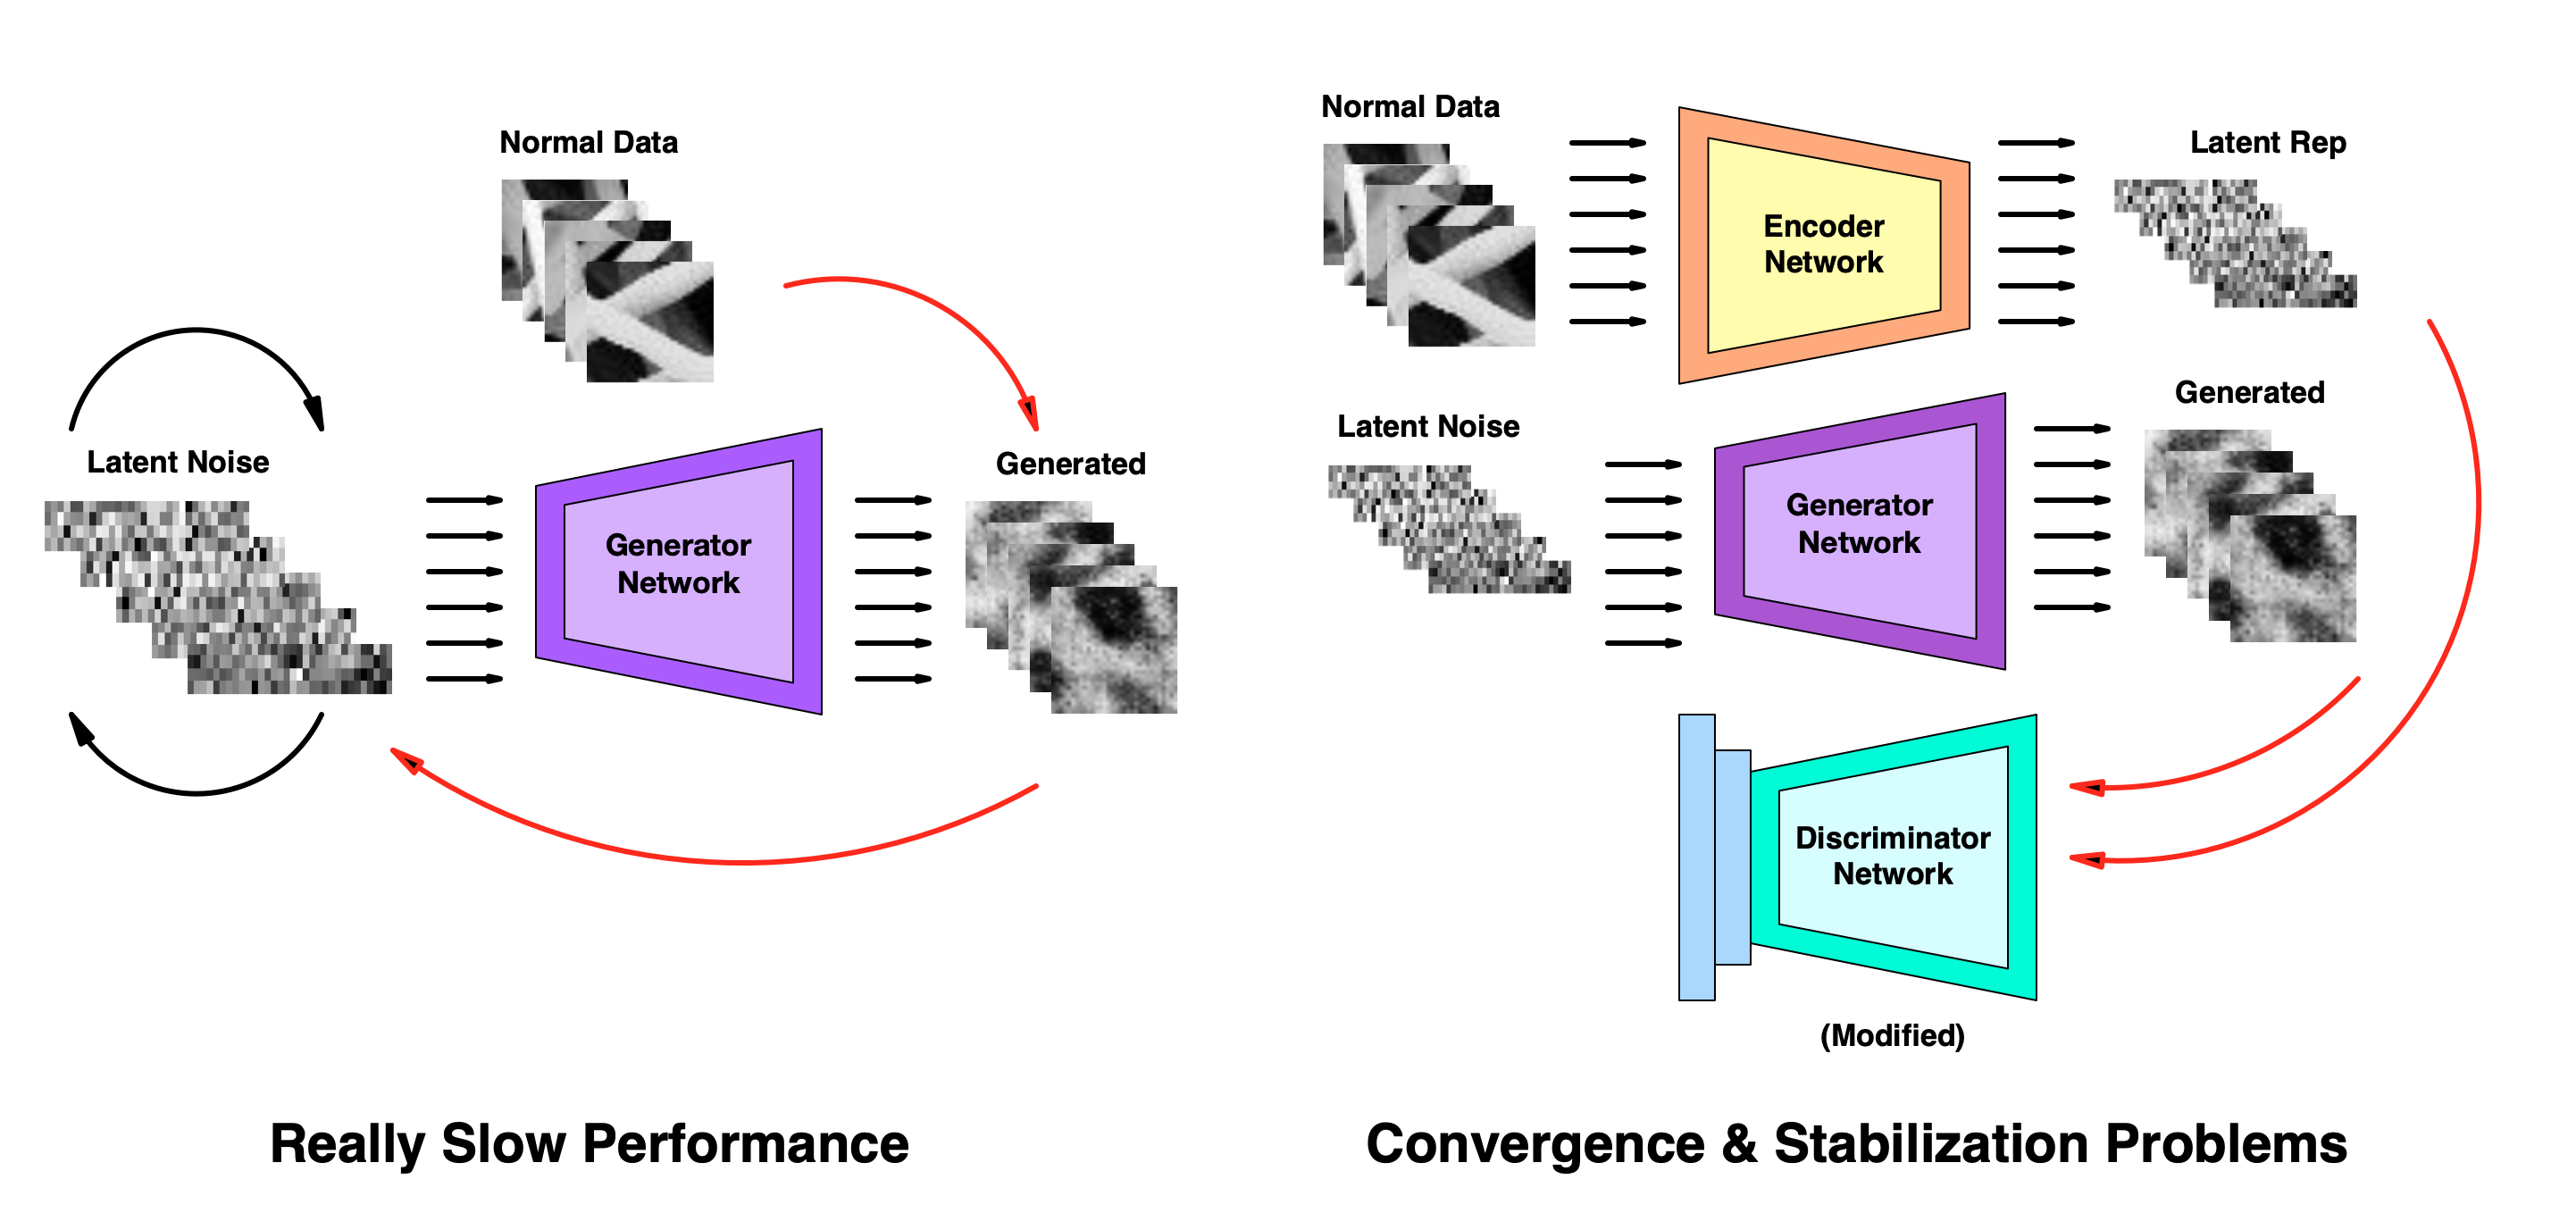 Normal Data
Latent Noise
Generator
Network
Generated
Really Slow Performance
Normal Data
Encoder
Network
Latent Rep
Latent Noise
Generator
Network
Generated
Discriminator
Network
(Modified)
Convergence & Stabilization Problems